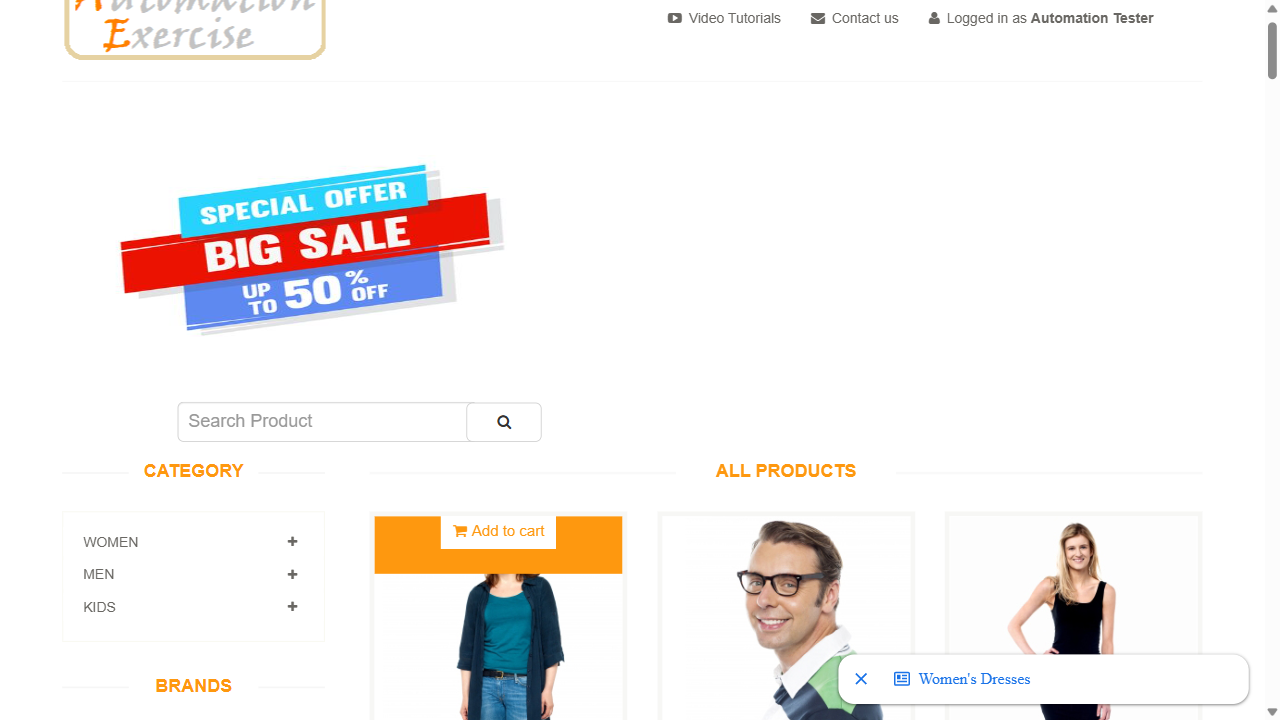 Automation
Exercise
Video Tutorials
Contact us
Logged in as Automation Tester
SPECIAL OFFER
BIG SALE
UP TO 50% OFF
Search Product
CATEGORY
ALL PRODUCTS
WOMEN
MEN
KIDS
Add to cart
BRANDS
Women's Dresses